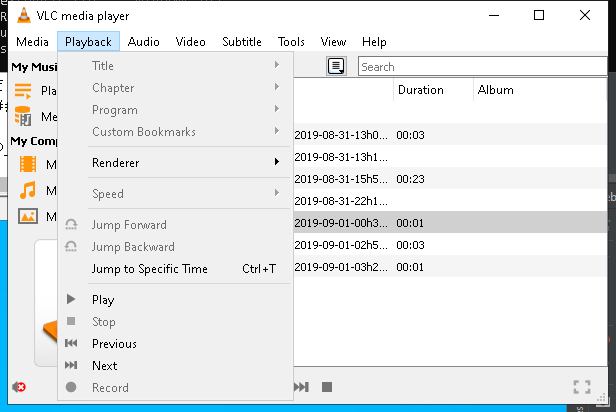 VLC media player
Media Playback Audio Video Subtitle Tools View Help
My Musi
Title
Search
Pla
Chapter
Duration Album
Me
Program
My Comp
Custom Bookmarks
2019-08-31-13h0... 00:03
M
Renderer
2019-08-31-13h1...
M
Speed
2019-08-31-15h5... 00:23
M
2019-08-31-22h1...
Jump Forward
2019-09-01-00h3... 00:01
Jump Backward
2019-09-01-02h5... 00:03
Jump to Specific Time Ctrl+T
2019-09-01-03h2... 00:01
Play
Stop
Previous
Next
Record